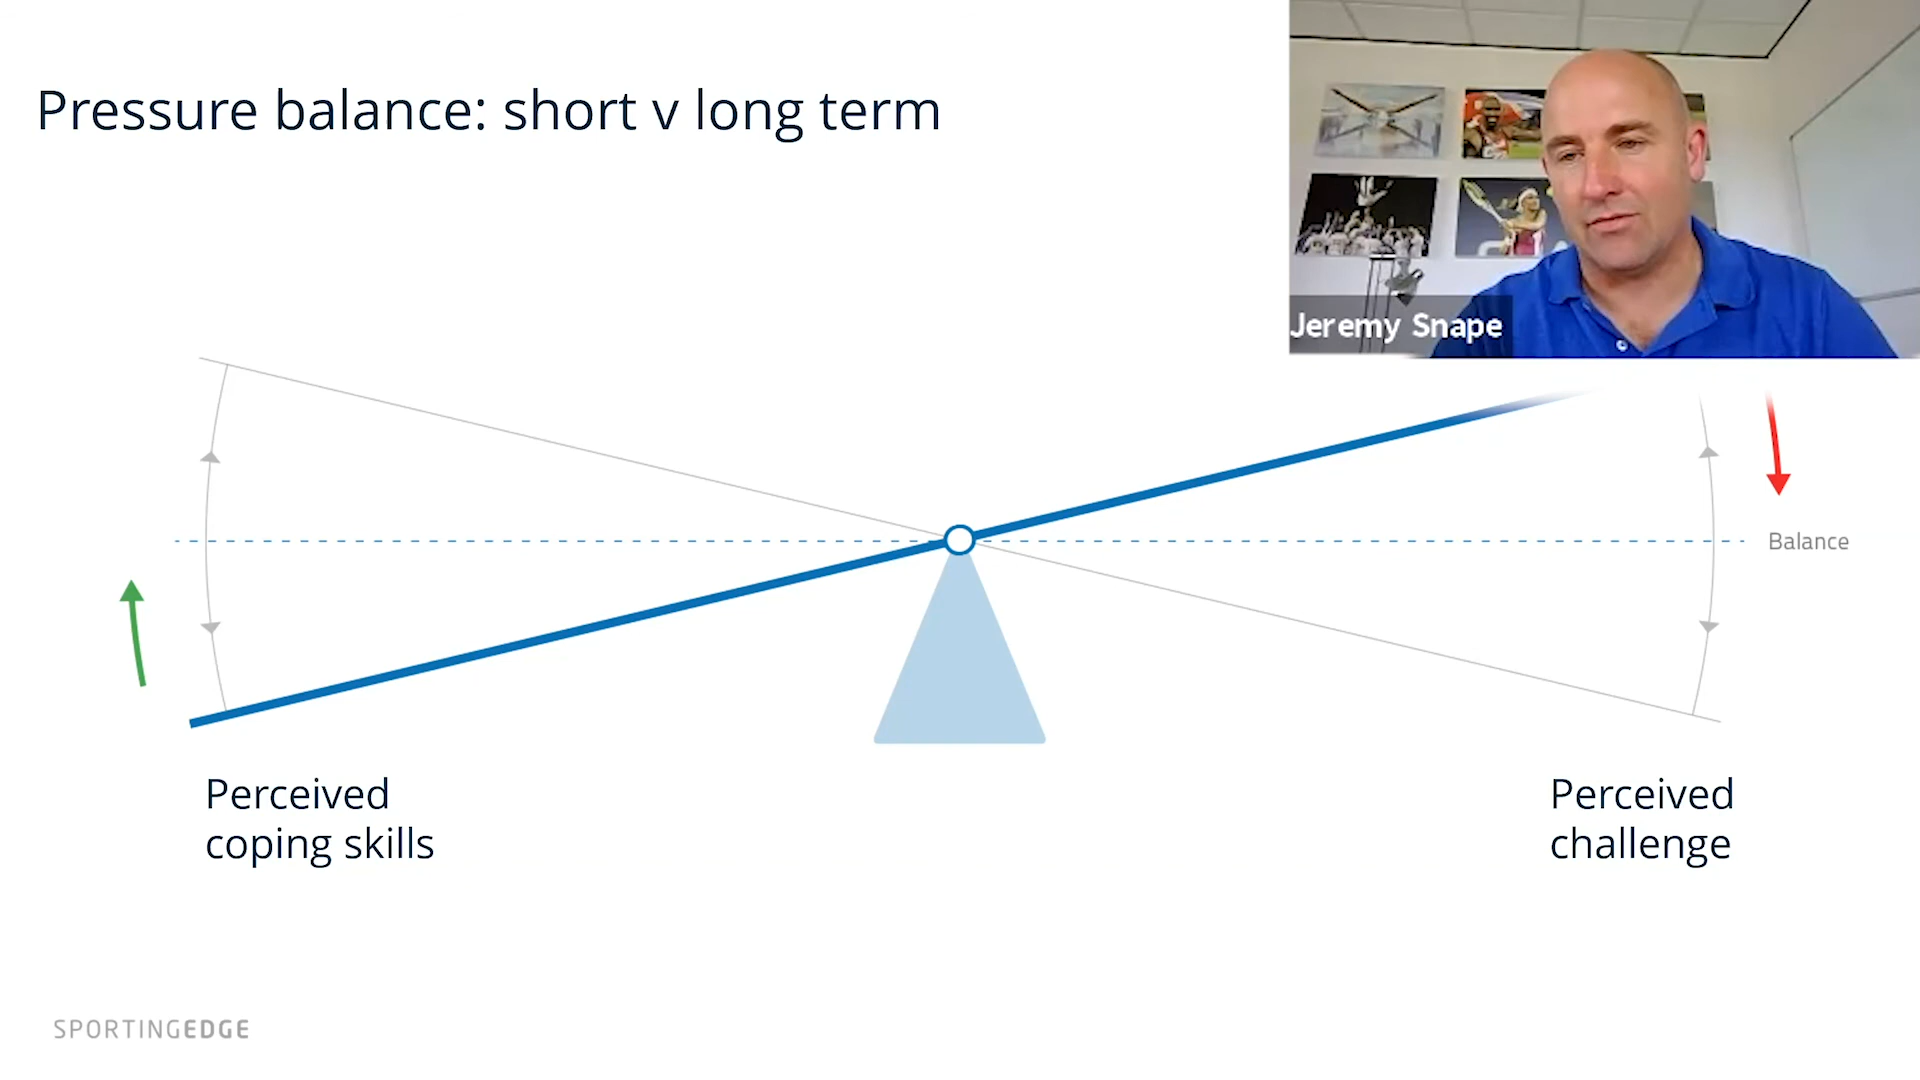 Pressure balance: short v long term
Jeremy Snape
Balance
Perceived
coping skills
Perceived
challenge
SPORTINGEDGE